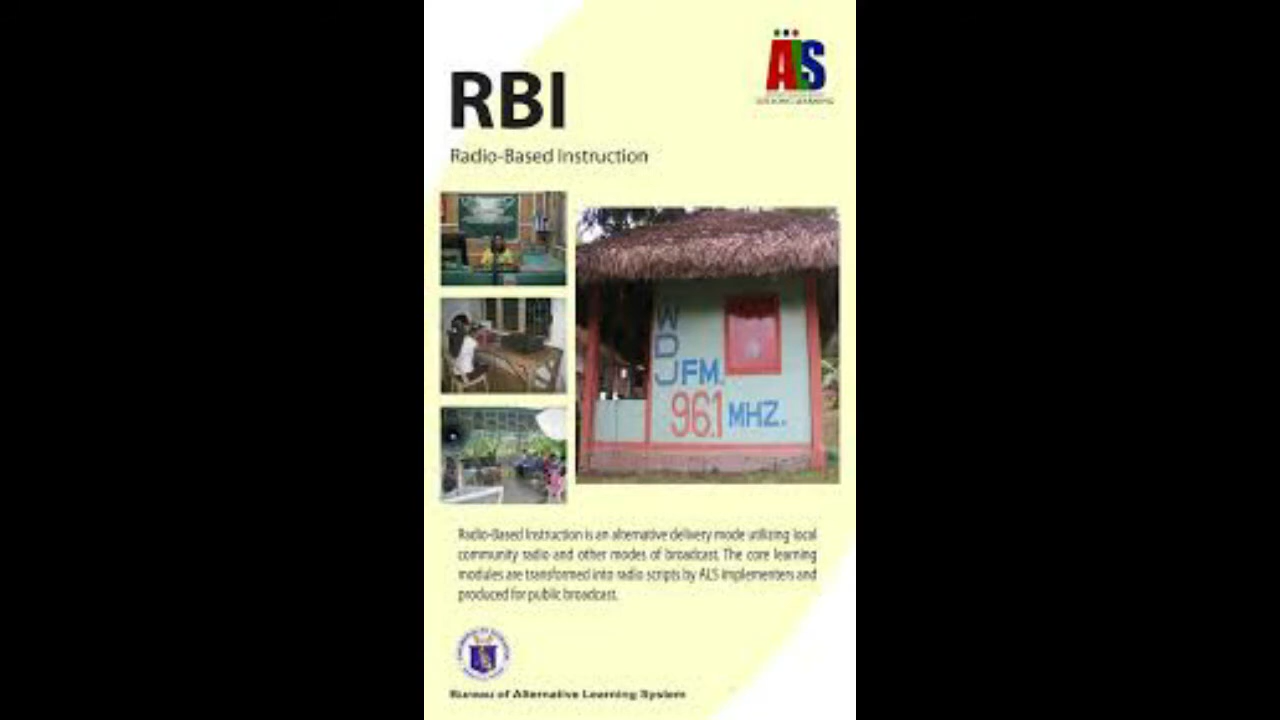 ALS
RBI
Radio-Based Instruction
W
D
J FM.
96.1 MHZ.
Radio-Based Instruction is an alternative delivery mode utilizing local
community radio and other modes of broadcast. The core learning
modules are transformed into radio scripts by ALS implementers and
produced for public broadcast.
Bureau of Alternative Learning System